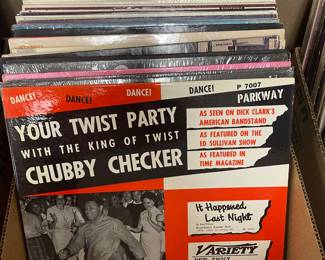 DANCE! DANCE! DANCE! DANCE! P 7007
PARKWAY
YOUR TWIST PARTY
WITH THE KING OF TWIST
CHUBBY CHECKER
AS SEEN ON DICK CLARK'S
AMERICAN BANDSTAND
AS FEATURED ON THE
ED SULLIVAN SHOW
AS FEATURED IN
TIME MAGAZINE
It Happened
Last Night
VARIETY
NEW TWIST